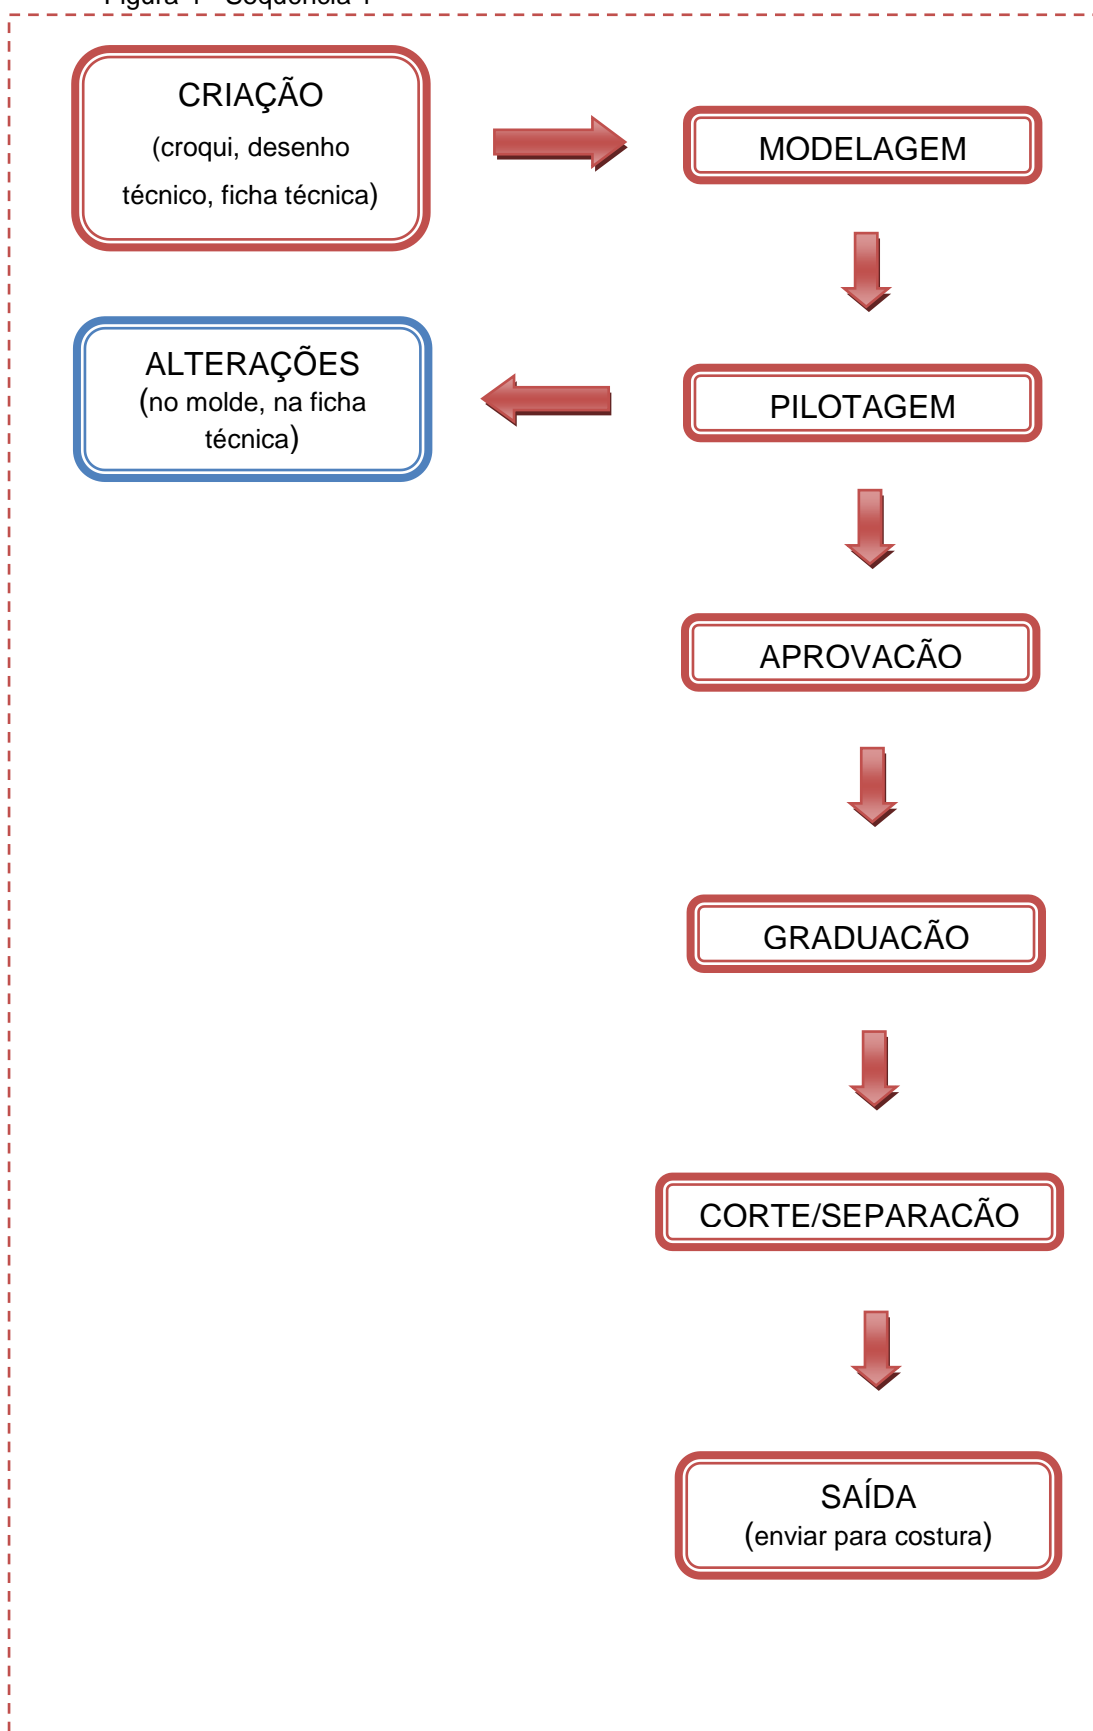 CRIAÇÃO
(croqui, desenho
técnico, ficha técnica)
MODELAGEM
ALTERAÇÕES
(no molde, na ficha
técnica)
PILOTAGEM
APROVACÃO
GRADUACÃO
CORTE/SEPARACÃO
SAÍDA
(enviar para costura)